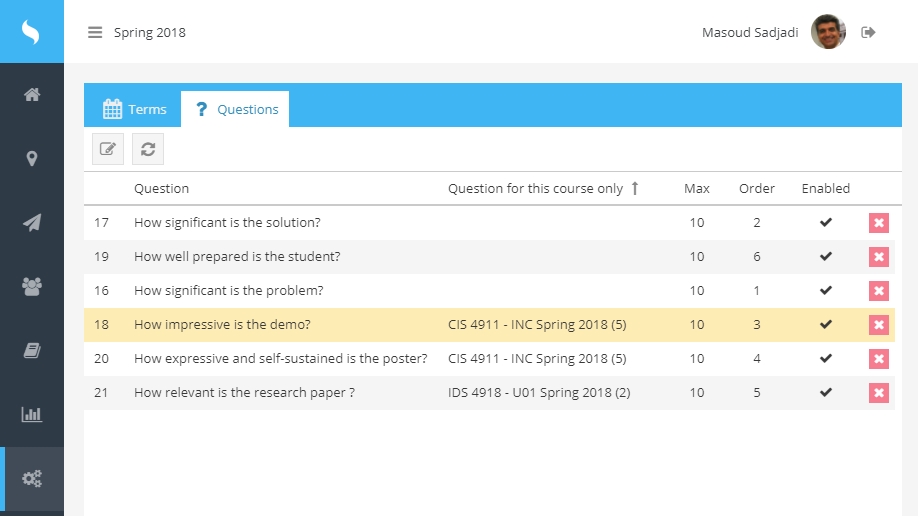 Spring 2018 Masoud Sadjadi
Terms ? Questions
Question Question for this course only Max Order Enabled
17 How significant is the solution? 10 2
19 How well prepared is the student? 10 6
16 How significant is the problem? 10 1
18 How impressive is the demo? CIS 4911 - INC Spring 2018 (5) 10 3
20 How expressive and self-sustained is the poster? CIS 4911 - INC Spring 2018 (5) 10 4
21 How relevant is the research paper ? IDS 4918 - U01 Spring 2018 (2) 10 5